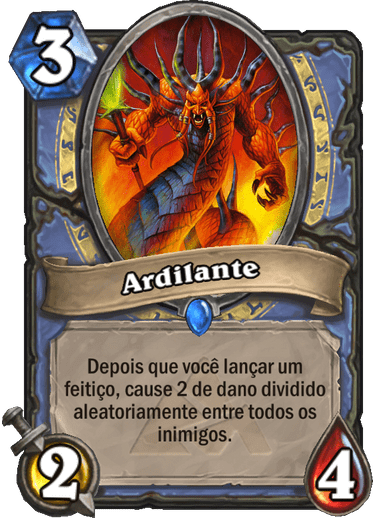 3
Ardilante
Depois que você lançar um
feitiço, cause 2 de dano dividido
aleatoriamente entre todos os
inimigos.
2
4